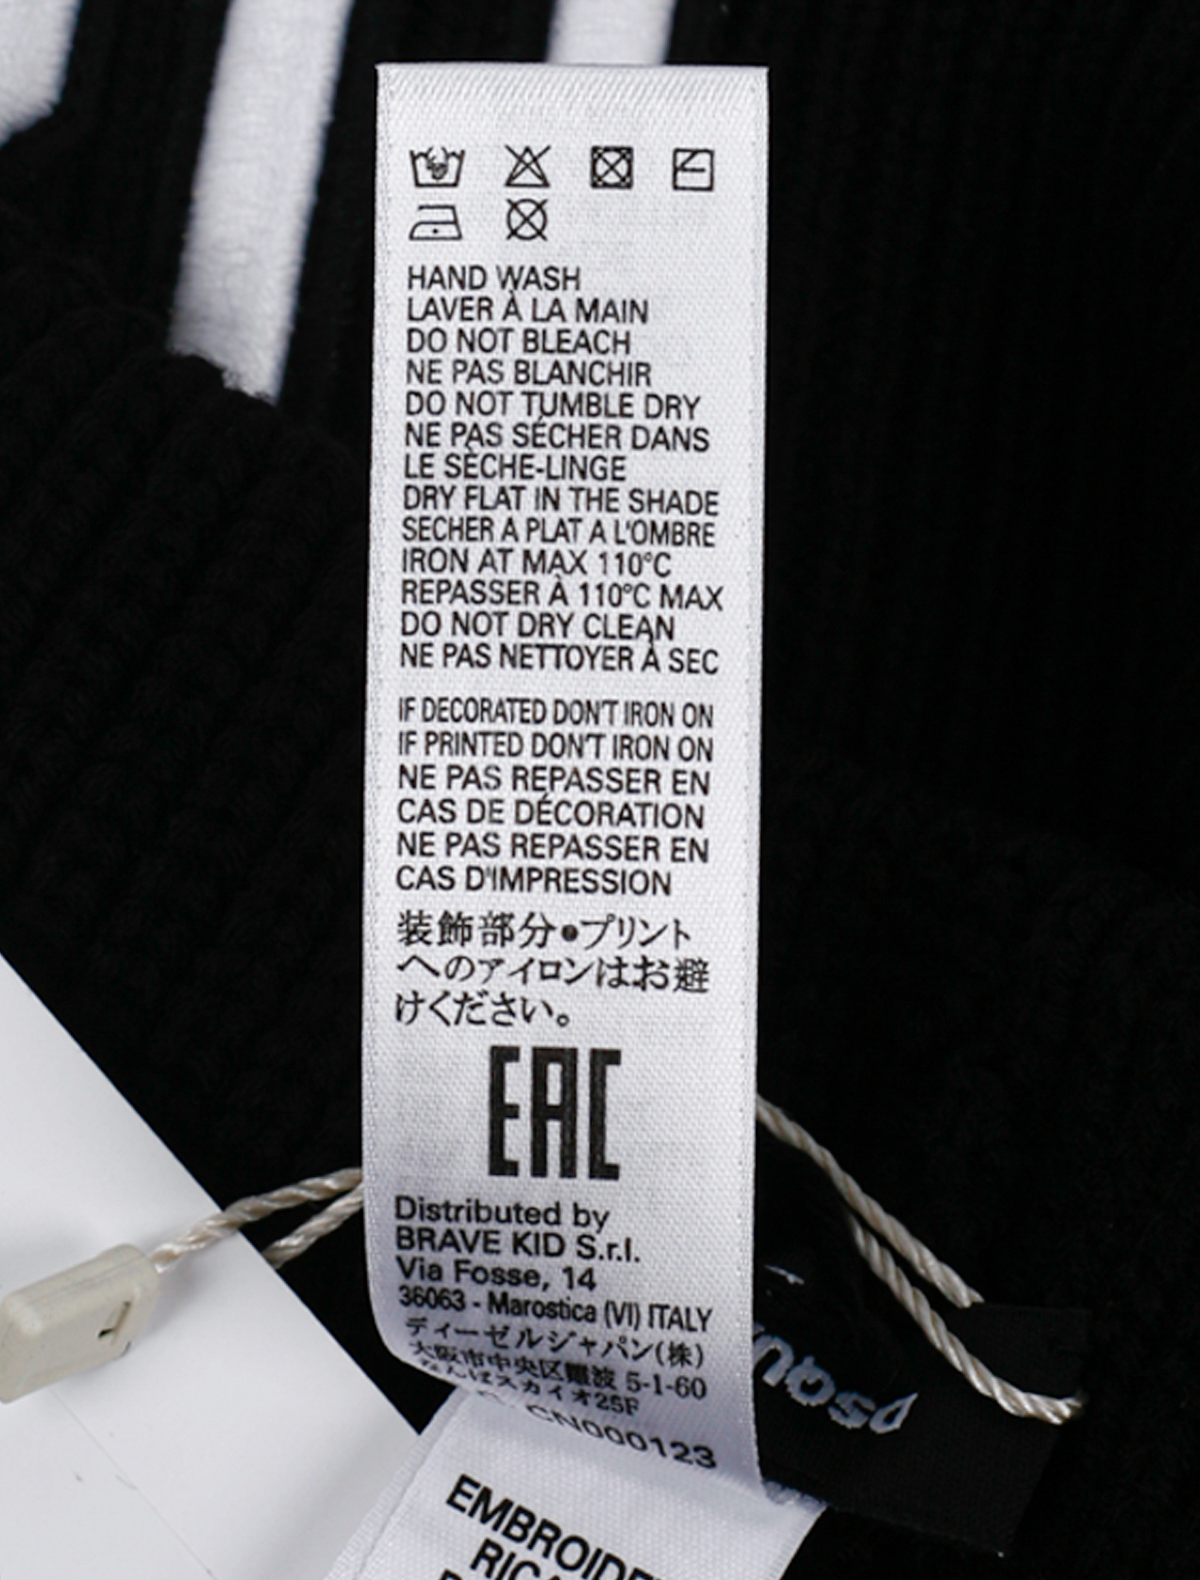 HAND WASH
LAVER À LA MAIN
DO NOT BLEACH
NE PAS BLANCHIR
DO NOT TUMBLE DRY
NE PAS SÉCHER DANS
LE SÈCHE-LINGE
DRY FLAT IN THE SHADE
SECHER A PLAT A L'OMBRE
IRON AT MAX 110°C
REPASSER À 110°C MAX
DO NOT DRY CLEAN
NE PAS NETTOYER À SEC
IF DECORATED DON'T IRON ON
IF PRINTED DON'T IRON ON
NE PAS REPASSER EN
CAS DE DÉCORATION
NE PAS REPASSER EN
CAS D'IMPRESSION
装飾部分●プリント
へのアイロンはお避
けください。
EAC
Distributed by
BRAVE KID S.r.l.
Via Fosse, 14
36063 - Marostica (VI) ITALY
ディーゼルジャパン(株)
大阪市中央区難波 5-1-60
なんばスカイオ25F
CN000123